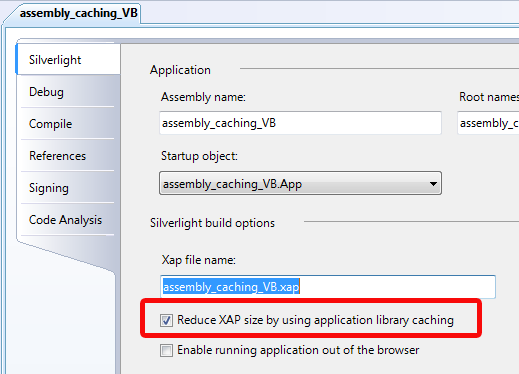 assembly_caching_VB
Silverlight
Debug
Compile
References
Signing
Code Analysis
Application
Assembly name:
Root names
assembly_caching_VB
assembly_c
Startup object:
assembly_caching_VB.App
Silverlight build options
Xap file name:
assembly_caching_VB.xap
Reduce XAP size by using application library caching
Enable running application out of the browser